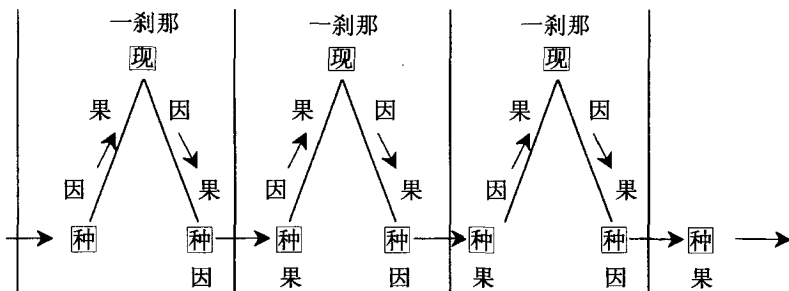 一刹那 一刹那 一刹那
现 现 现
果 因 果 因 果 因
因 果 因 果 因 果
种 种 种 种 种 种 种
因 果 因 果 因 果